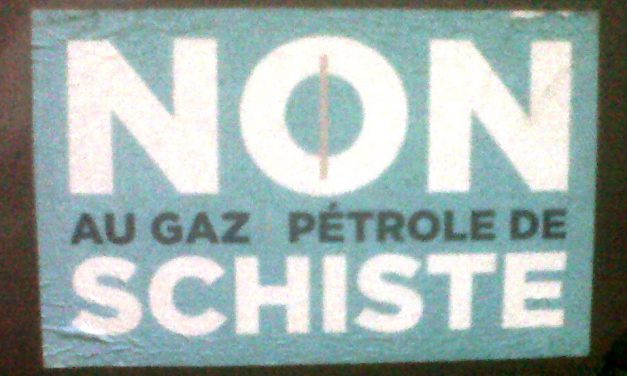 NON
AU GAZ PÉTROLE DE
SCHISTE